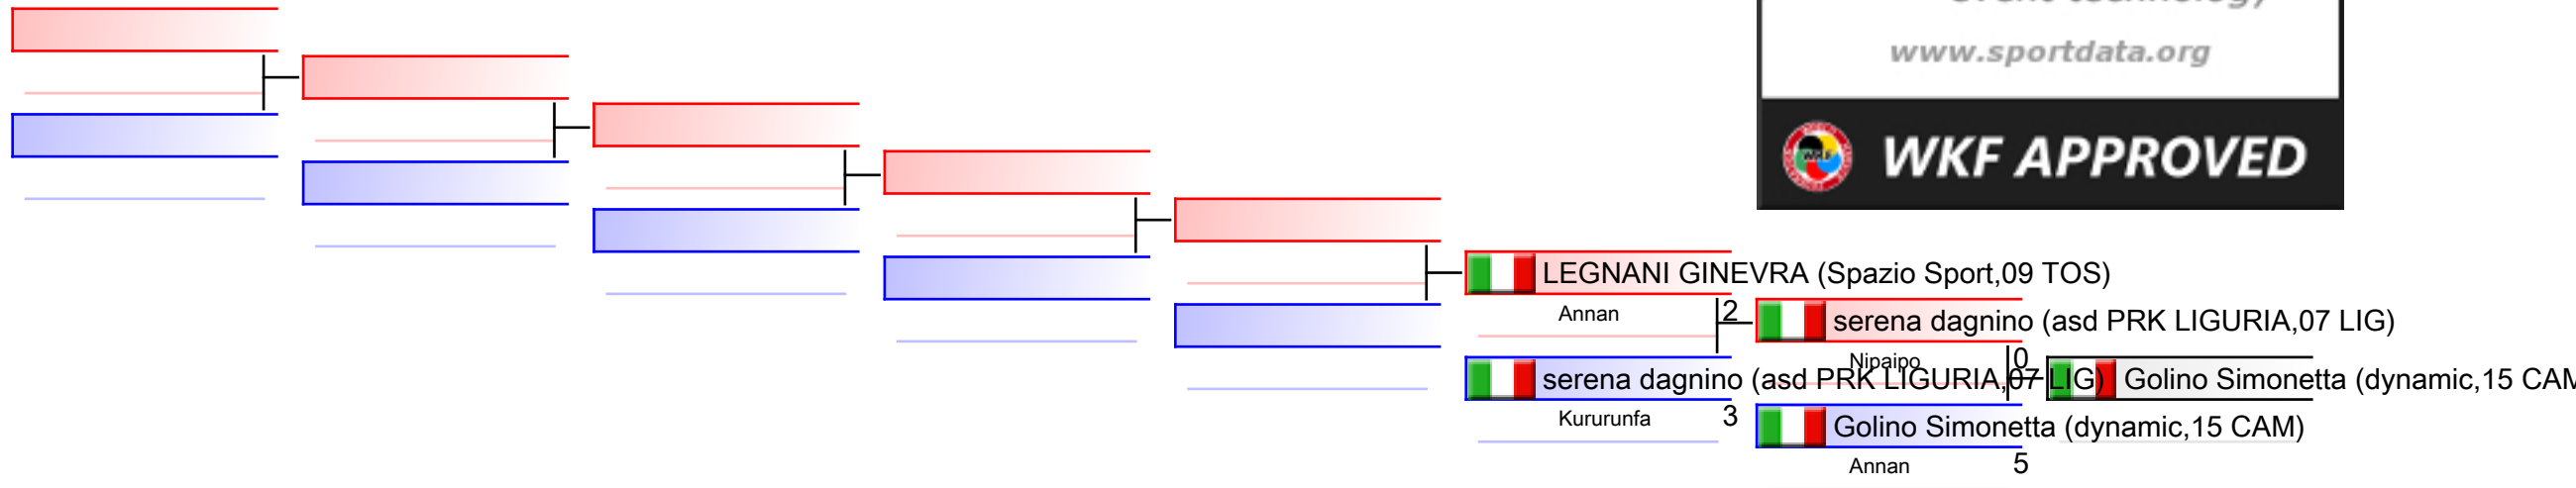 event technology
www.sportdata.org
WKF APPROVED
LEGNANI GINEVRA (Spazio Sport,09 TOS)
Annan 2
serena dagnino (asd PRK LIGURIA,07 LIG)
Nipaipo 0
serena dagnino (asd PRK LIGURIA,07 LIG)
Golino Simonetta (dynamic,15 CAM
Kururunfa 3
Golino Simonetta (dynamic,15 CAM)
Annan 5